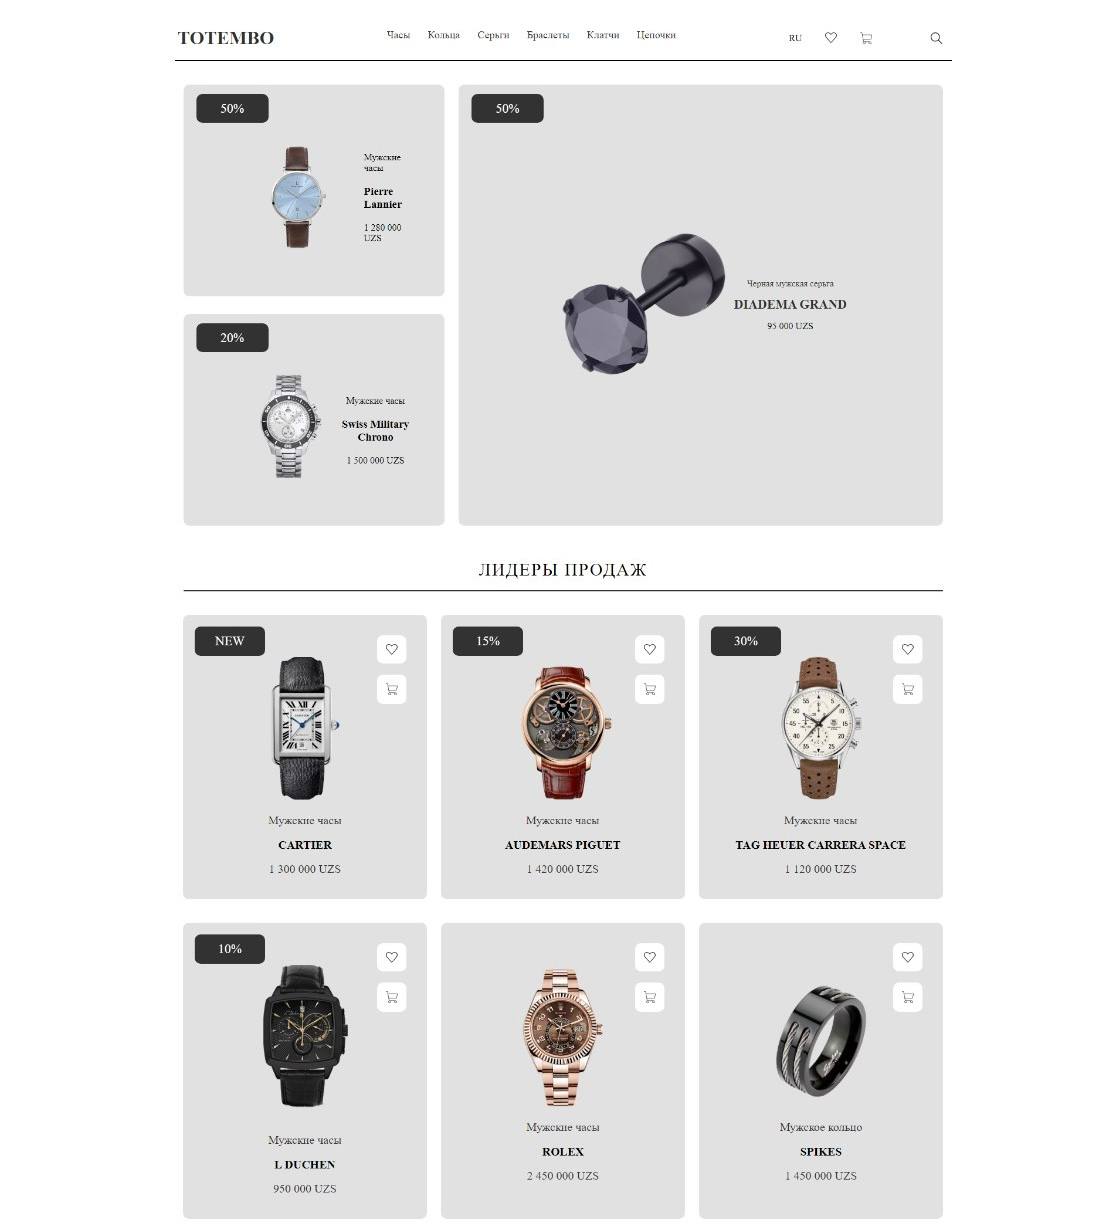 TOTEMBO
Часы Кольца Серьги Браслеты Клатчи Цепочки
RU
50%
Мужские
часы
Pierre
Lannier
1 280 000
UZS
50%
Черная мужская серьга
DIADEMA GRAND
95 000 UZS
20%
Мужские часы
Swiss Military
Chrono
1 500 000 UZS
ЛИДЕРЫ ПРОДАЖ
NEW
Мужские часы
CARTIER
1 300 000 UZS
15%
Мужские часы
AUDEMARS PIGUET
1 420 000 UZS
30%
Мужские часы
TAG HEUER CARRERA SPACE
1 120 000 UZS
10%
Мужские часы
L DUCHEN
950 000 UZS
Мужские часы
ROLEX
2 450 000 UZS
Мужское кольцо
SPIKES
1 450 000 UZS